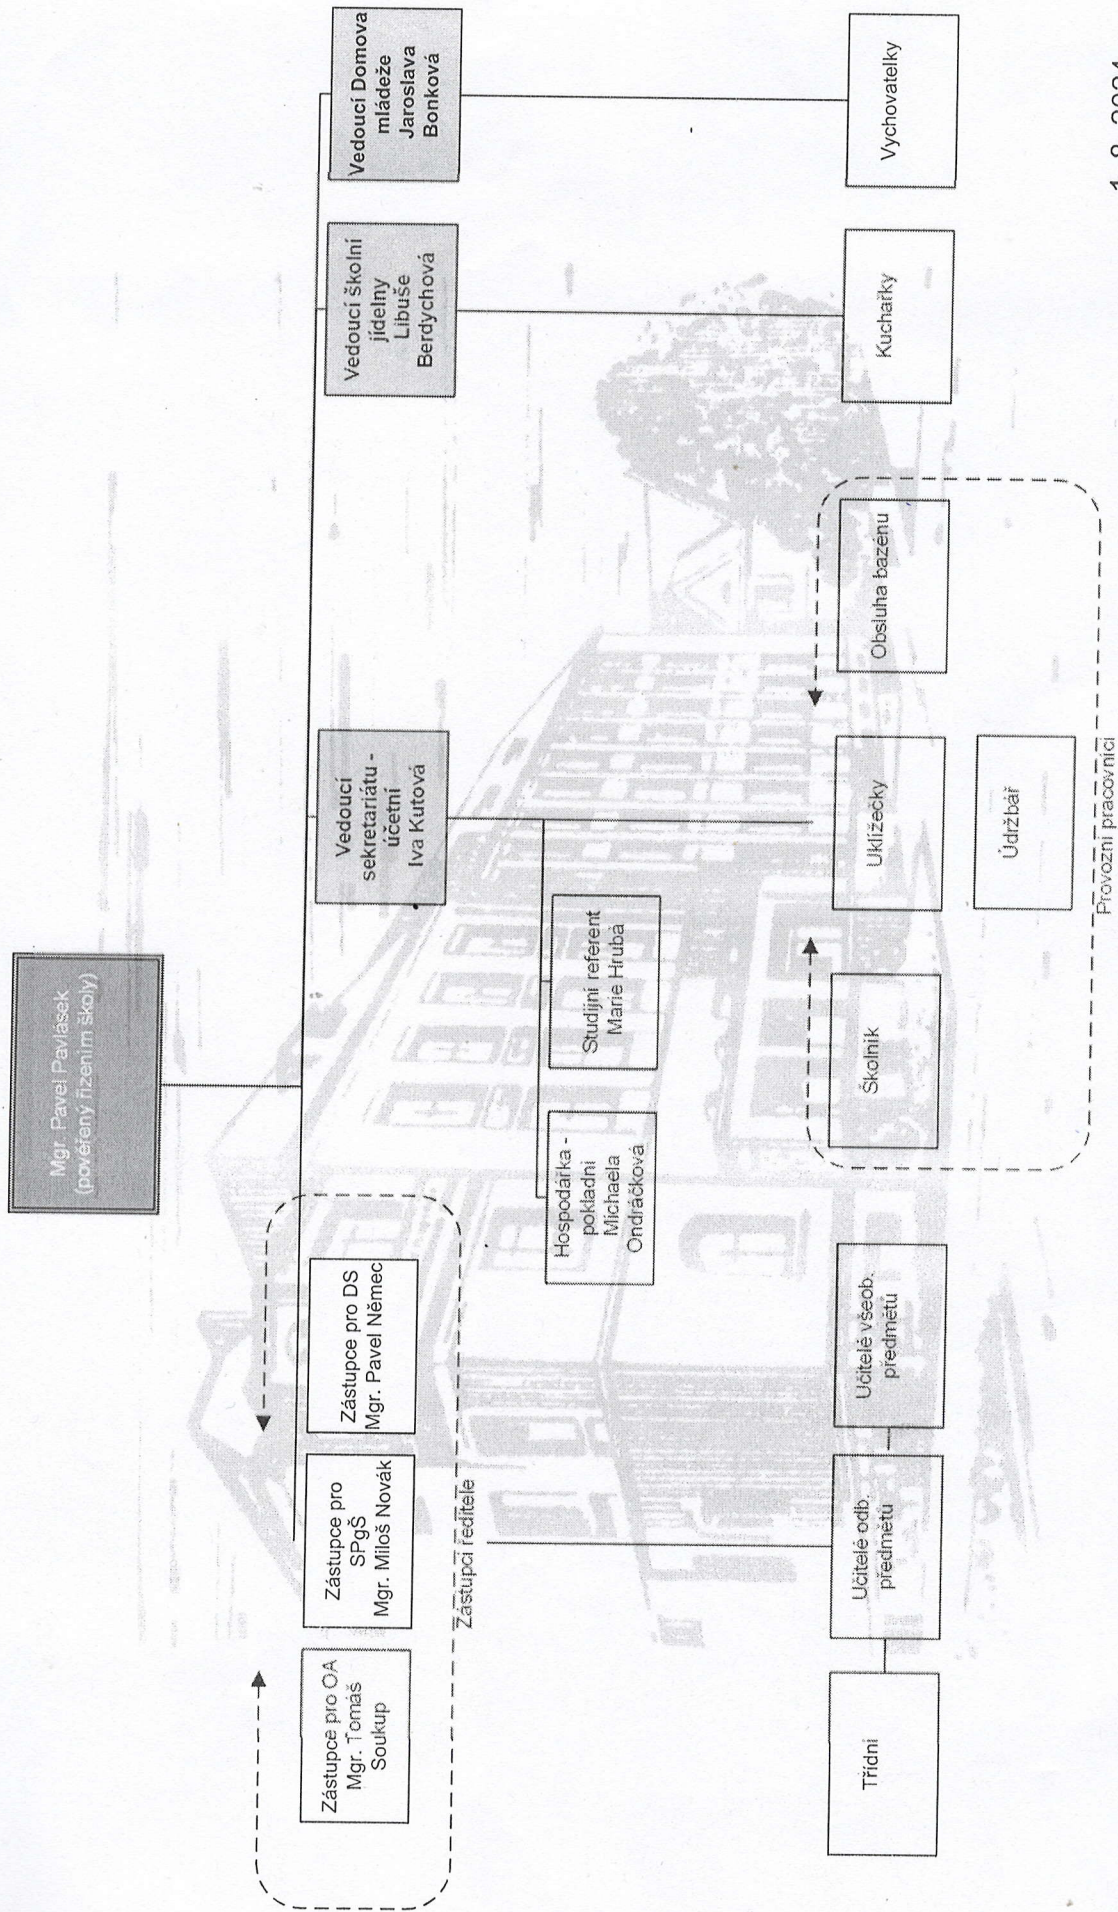 Mgr. Pavel Pavlásek
(pověřený řízením školy)
Zástupce pro OA
Mgr. Tomáš
Soukup
Zástupce pro
SPgŠ
Mgr. Miloš Novák
Zástupce pro DS
Mgr. Pavel Němec
Zástupci ředitele
Vedoucí
sekretariátu -
účetní
Iva Kutová
Vedoucí školní
jídelny
Libuše
Berdychová
Vedoucí Domova
mládeže
Jaroslava
Bonková
Hospodářka -
pokladní
Michaela
Ondráčková
Studijní referent
Marie Hrubá
Třídní
Učitelé odb.
předmětů
Učitelé všeob.
předmětů
Školník
Uklízečky
Obsluha bazénu
Údržbář
Provozní pracovníci
Kuchařky
Vychovatelky